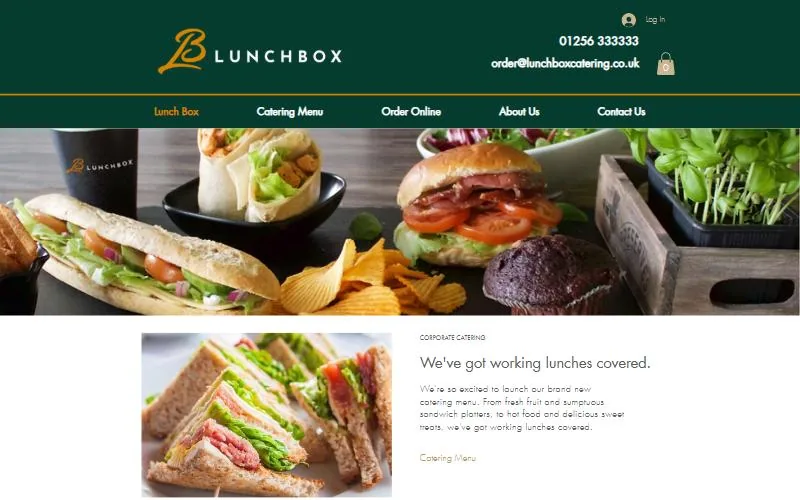 Log In
01256 333333
LB LUNCHBOX
order@lunchboxcatering.co.uk
0
Lunch Box
Catering Menu
Order Online
About Us
Contact Us
LB LUNCHBOX
CORPORATE CATERING
We've got working lunches covered.
We're so excited to launch our brand new
catering menu. From fresh fruit and sumptuous
sandwich platters, to hot food and delicious sweet
treats, we've got working lunches covered.
Catering Menu